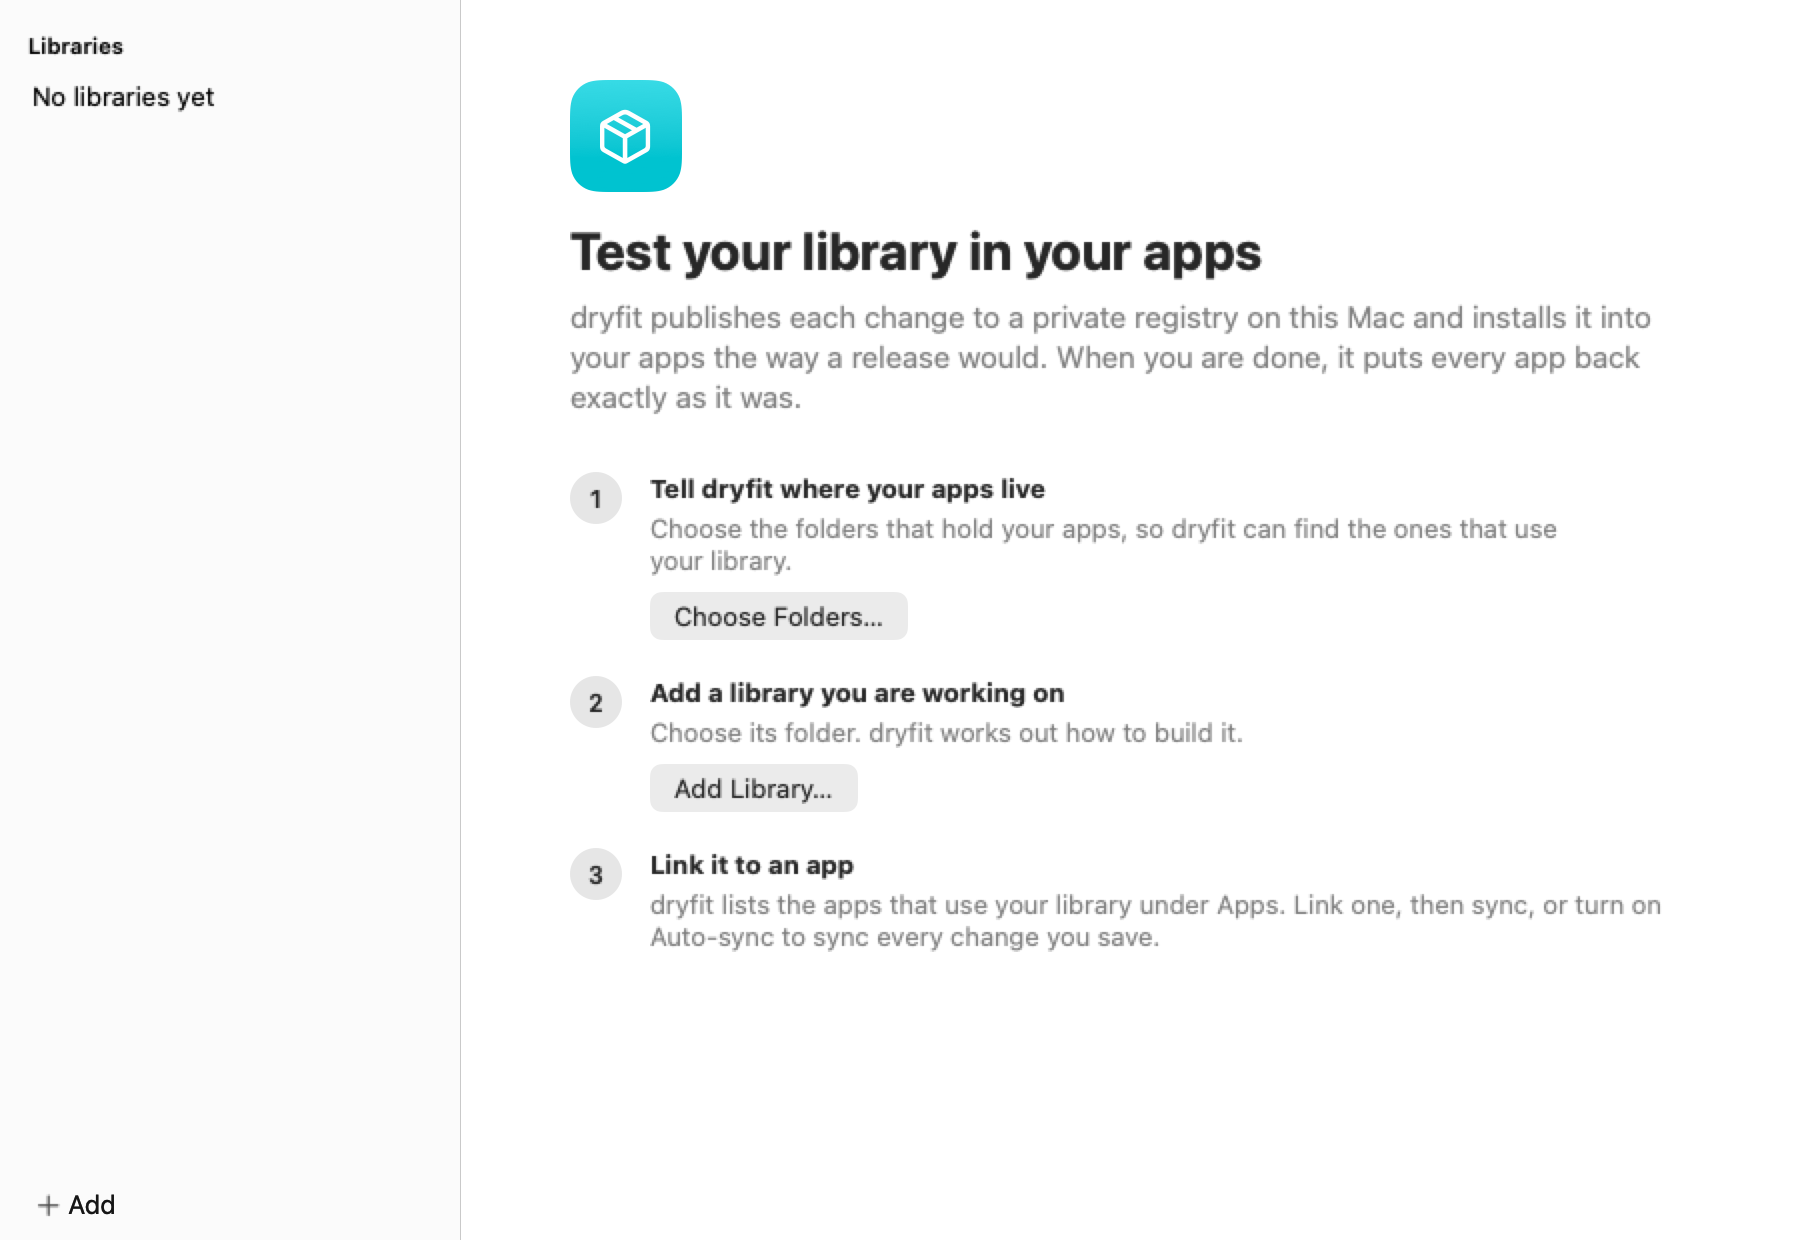 Libraries
No libraries yet
Test your library in your apps
dryfit publishes each change to a private registry on this Mac and installs it into
your apps the way a release would. When you are done, it puts every app back
exactly as it was.
1
Tell dryfit where your apps live
Choose the folders that hold your apps, so dryfit can find the ones that use
your library.
Choose Folders...
2
Add a library you are working on
Choose its folder. dryfit works out how to build it.
Add Library...
3
Link it to an app
dryfit lists the apps that use your library under Apps. Link one, then sync, or turn on
Auto-sync to sync every change you save.
+ Add